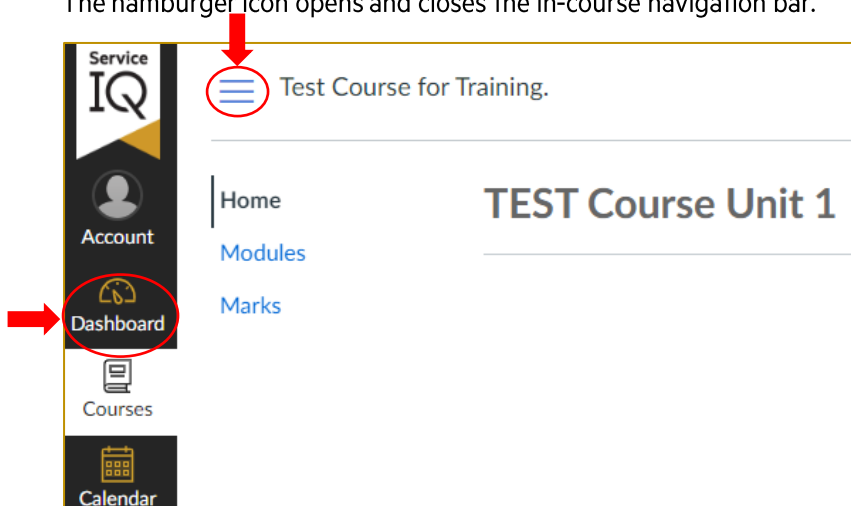 The hamburger icon opens and closes the in-course navigation bar.
Service
IQ
Test Course for Training.
Account
Home
TEST Course Unit 1
Modules
Marks
Dashboard
Courses
Calendar